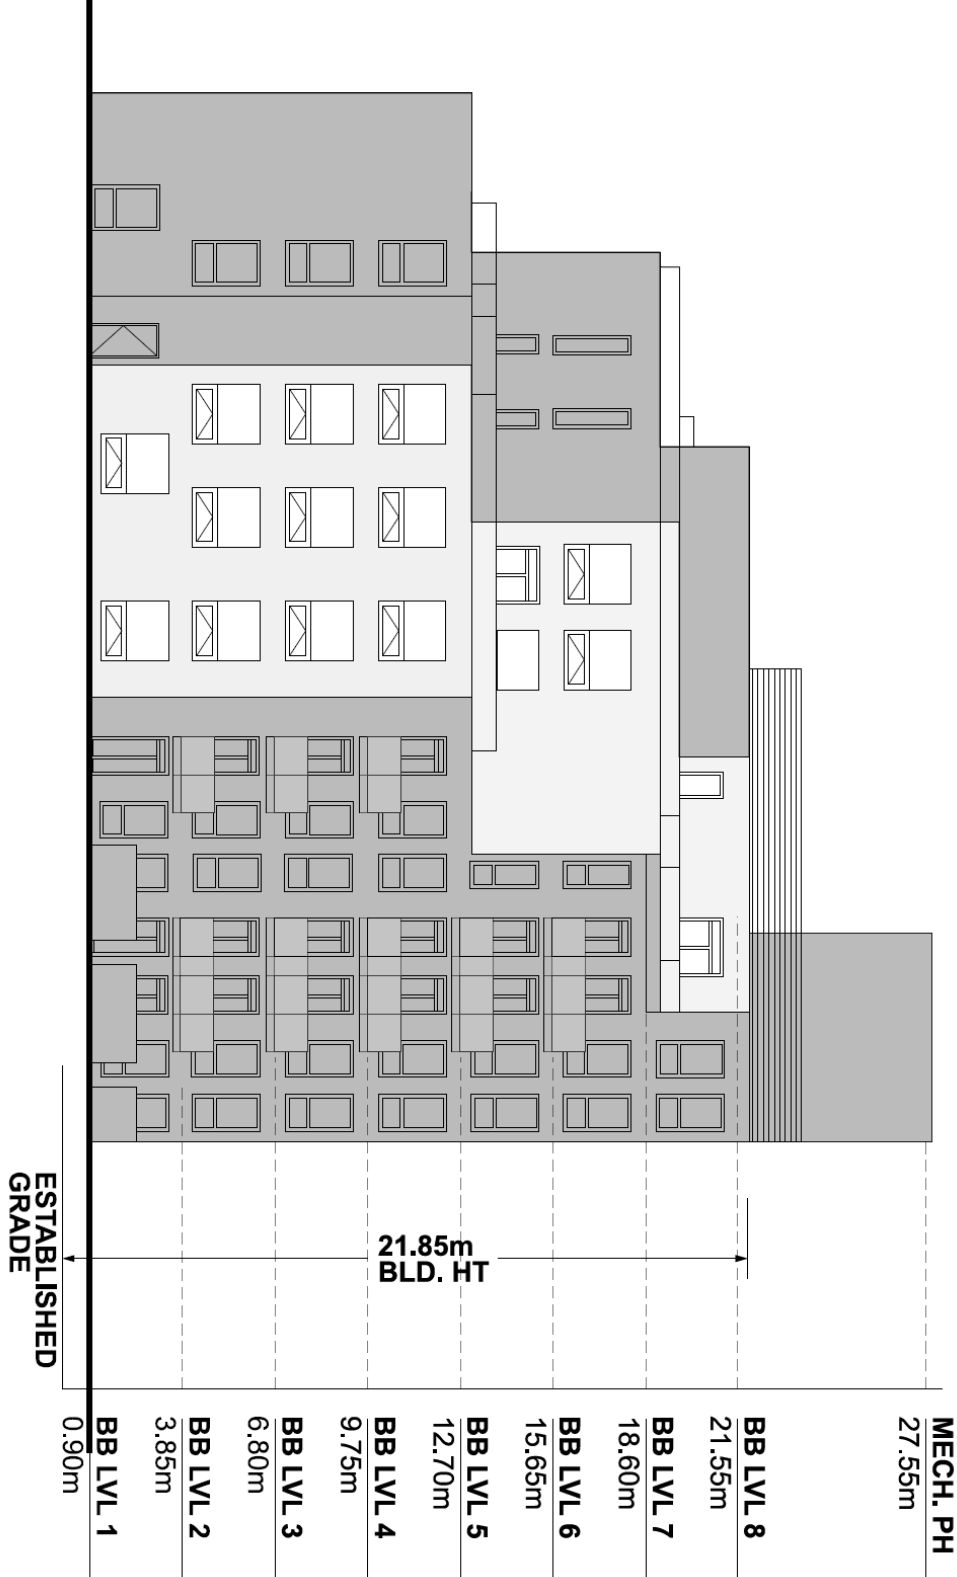 MECH. PH
27.55m
BB LVL 8
21.55m
BB LVL 7
18.60m
BB LVL 6
15.65m
BB LVL 5
12.70m
BB LVL 4
9.75m
BB LVL 3
6.80m
BB LVL 2
3.85m
BB LVL 1
0.90m
21.85m
BLD. HT
ESTABLISHED
GRADE